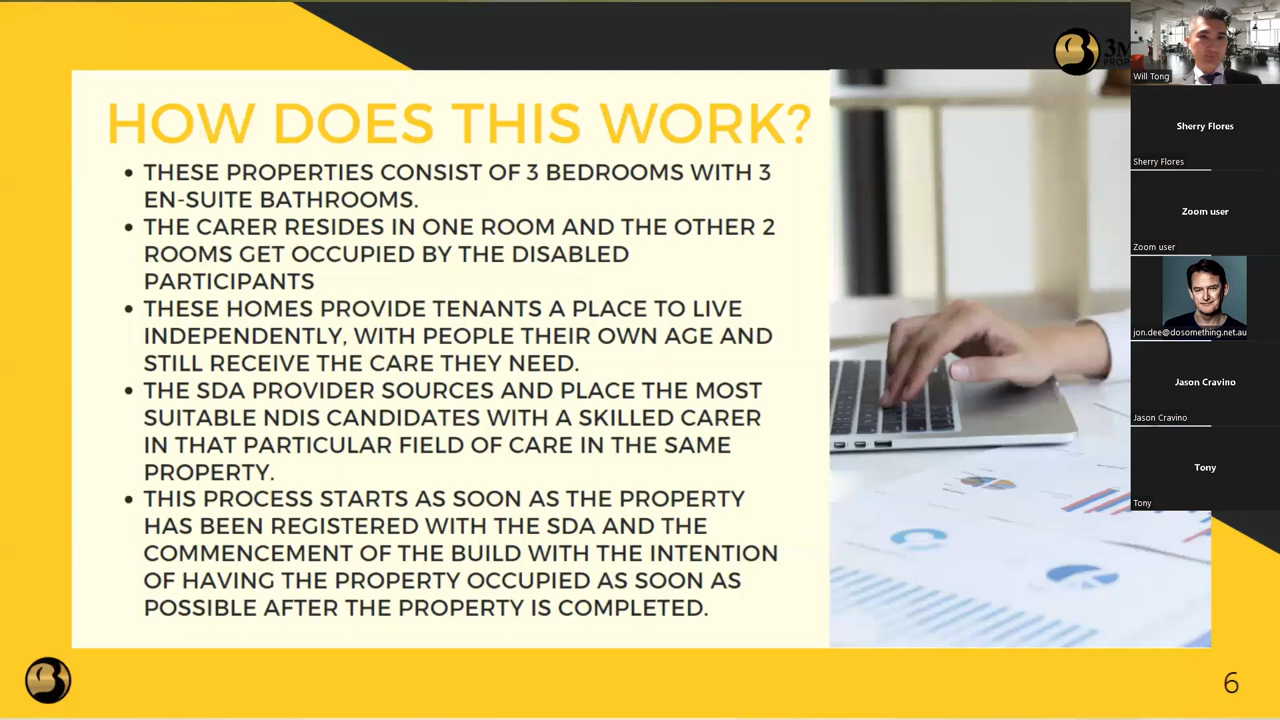 HOW DOES THIS WORK?
THESE PROPERTIES CONSIST OF 3 BEDROOMS WITH 3
EN-SUITE BATHROOMS.
THE CARER RESIDES IN ONE ROOM AND THE OTHER 2
ROOMS GET OCCUPIED BY THE DISABLED
PARTICIPANTS
THESE HOMES PROVIDE TENANTS A PLACE TO LIVE
INDEPENDENTLY, WITH PEOPLE THEIR OWN AGE AND
STILL RECEIVE THE CARE THEY NEED.
THE SDA PROVIDER SOURCES AND PLACE THE MOST
SUITABLE NDIS CANDIDATES WITH A SKILLED CARER
IN THAT PARTICULAR FIELD OF CARE IN THE SAME
PROPERTY.
THIS PROCESS STARTS AS SOON AS THE PROPERTY
HAS BEEN REGISTERED WITH THE SDA AND THE
COMMENCEMENT OF THE BUILD WITH THE INTENTION
OF HAVING THE PROPERTY OCCUPIED AS SOON AS
POSSIBLE AFTER THE PROPERTY IS COMPLETED.
6
3M
PROP
Will Tong
Sherry Flores
Sherry Flores
Zoom user
Zoom user
jon.dee@dosomething.net.au
Jason Cravino
Jason Cravino
Tony
Tony